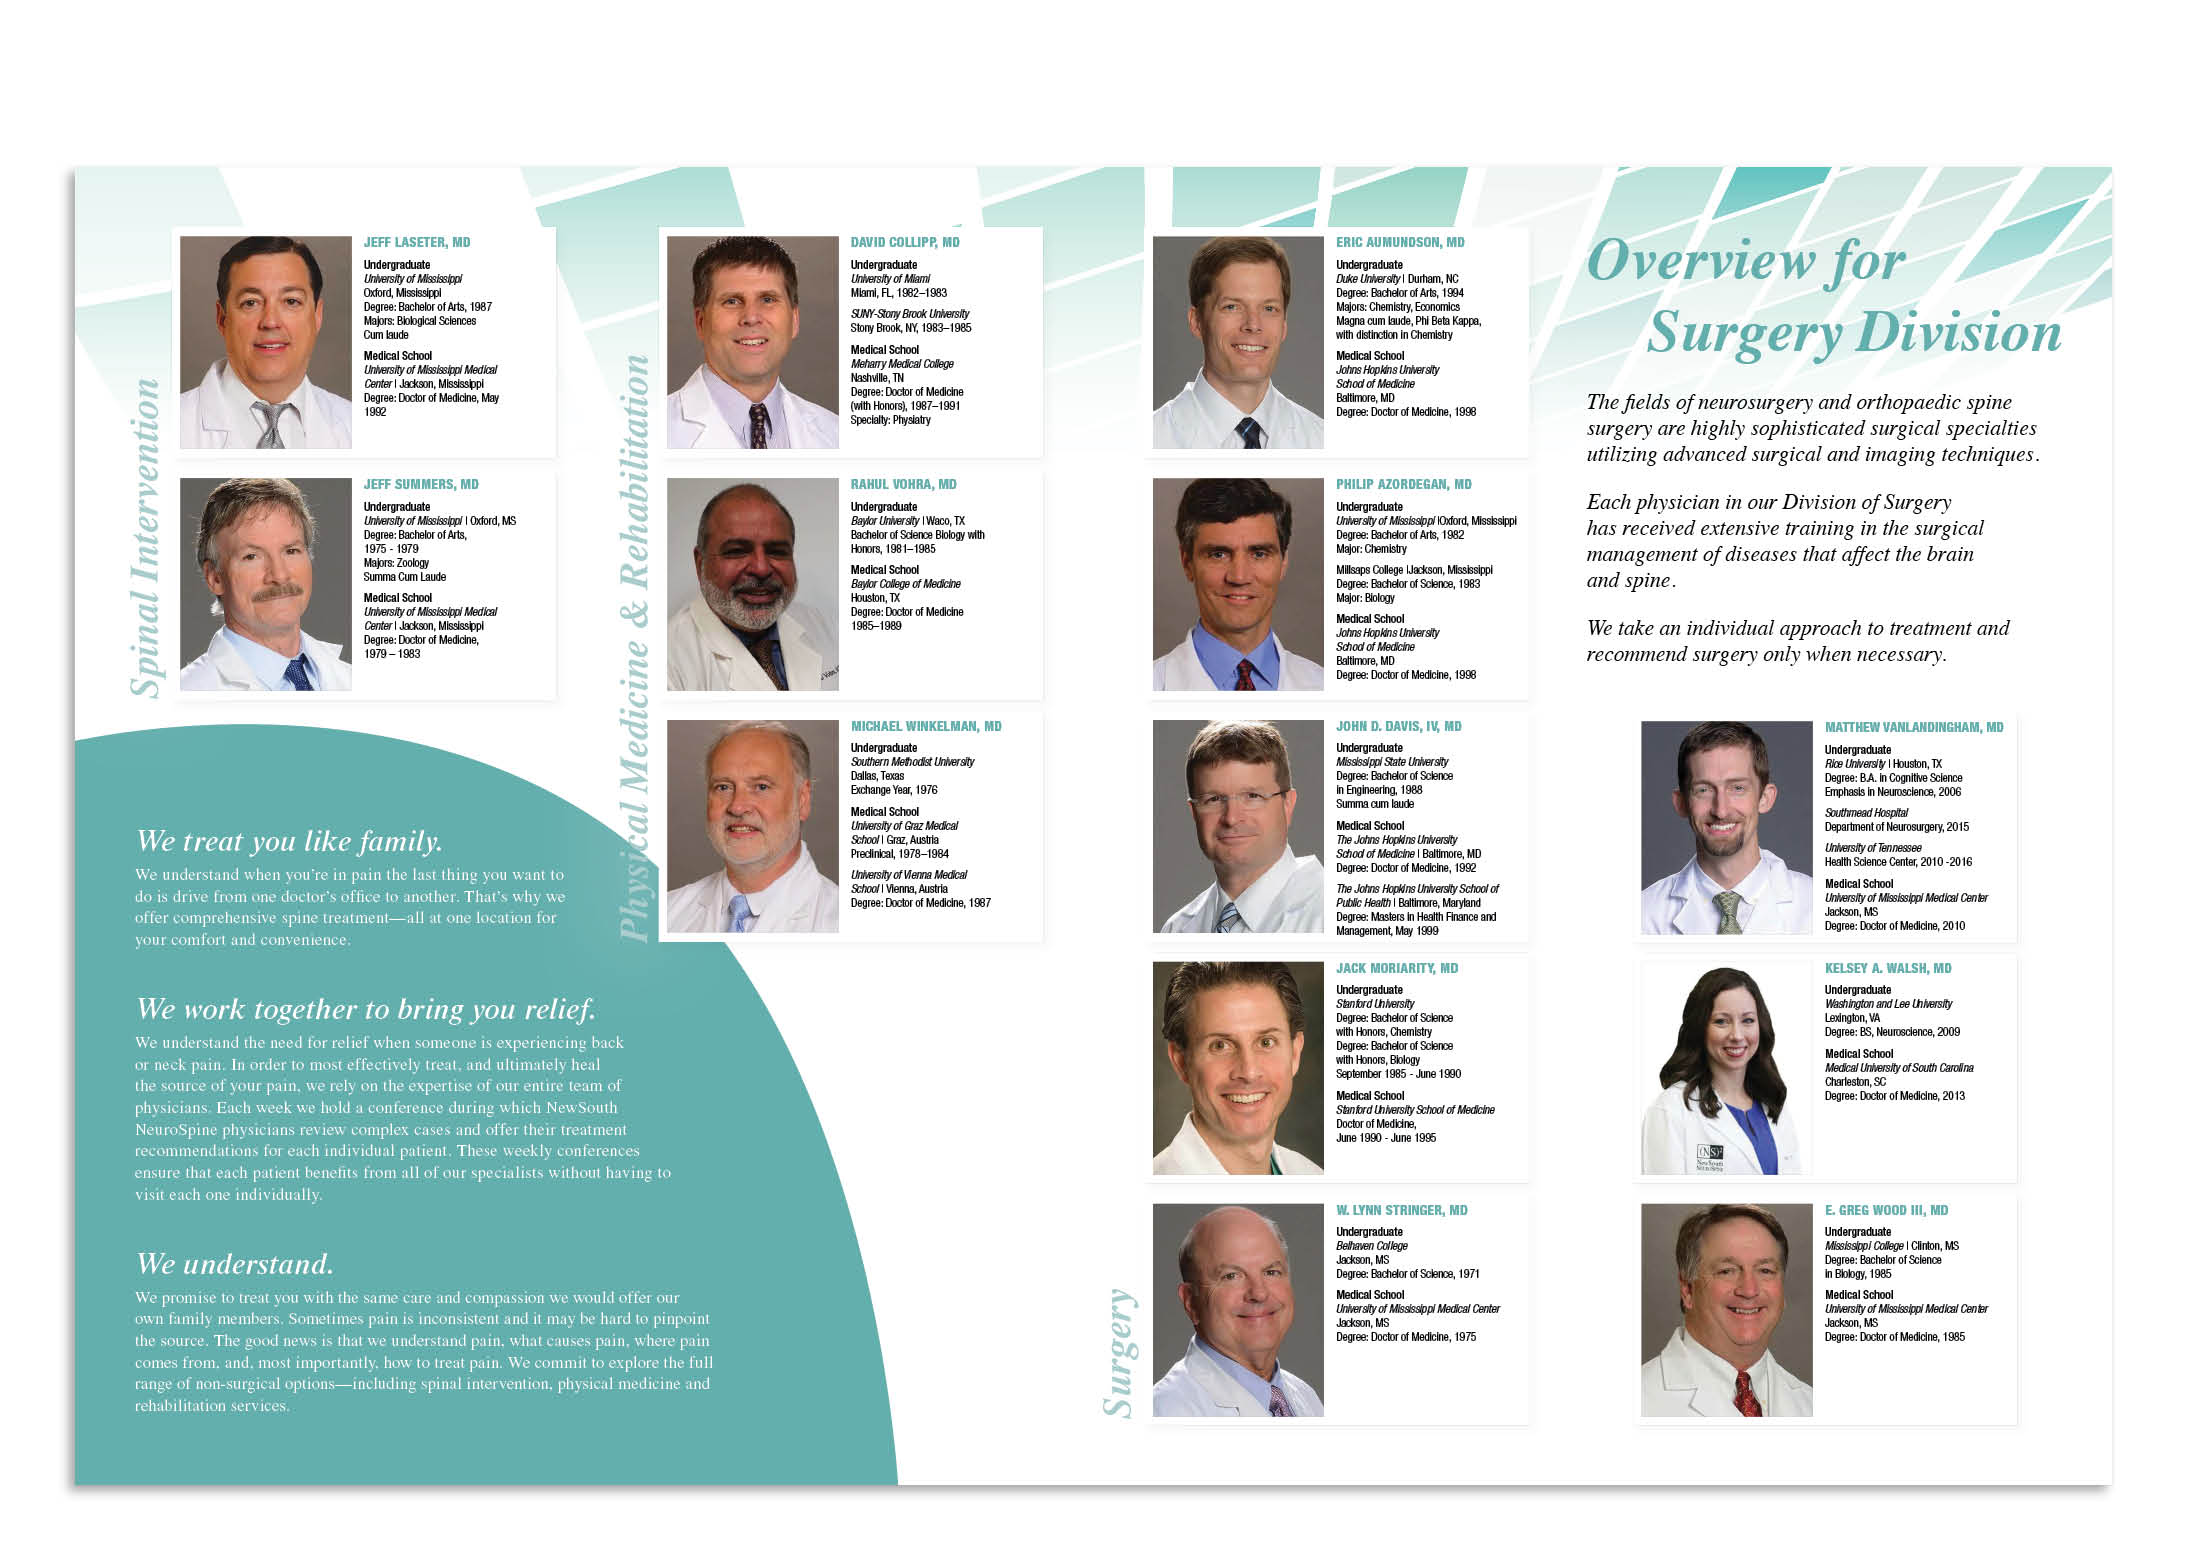 Spinal Intervention
JEFF LASETER, MD
Undergraduate
University of Mississippi
Oxford, Mississippi
Degree: Bachelor of Arts, 1987
Majors: Biological Sciences
Cum laude
Medical School
University of Mississippi Medical
Center | Jackson, Mississippi
Degree: Doctor of Medicine, May
1992
JEFF SUMMERS, MD
Undergraduate
University of Mississippi | Oxford, MS
Degree: Bachelor of Arts,
1975 - 1979
Majors: Zoology
Summa Cum Laude
Medical School
University of Mississippi Medical
Center | Jackson, Mississippi
Degree: Doctor of Medicine,
1979 – 1983
We treat you like family.
We understand when you're in pain the last thing you want to
do is drive from one doctor's office to another. That's why we
offer comprehensive spine treatment—all at one location for
your comfort and convenience.
We work together to bring you relief.
We understand the need for relief when someone is experiencing back
or neck pain. In order to most effectively treat, and ultimately heal
the source of your pain, we rely on the expertise of our entire team of
physicians. Each week we hold a conference during which NewSouth
NeuroSpine physicians review complex cases and offer their treatment
recommendations for each individual patient. These weekly conferences
ensure that each patient benefits from all of our specialists without having to
visit each one individually.
We understand.
We promise to treat you with the same care and compassion we would offer our
own family members. Sometimes pain is inconsistent and it may be hard to pinpoint
the source. The good news is that we understand pain, what causes pain, where pain
comes from, and, most importantly, how to treat pain. We commit to explore the full
range of non-surgical options—including spinal intervention, physical medicine and
rehabilitation services.
Physical Medicine & Rehabilitation
DAVID COLLIPP, MD
Undergraduate
University of Miami
Miami, FL, 1982–1983
SUNY-Stony Brook University
Stony Brook, NY, 1983–1985
Medical School
Meharry Medical College
Nashville, TN
Degree: Doctor of Medicine
(with Honors), 1987–1991
Specialty: Physiatry
RAHUL VOHRA, MD
Undergraduate
Baylor University | Waco, TX
Bachelor of Science Biology with
Honors, 1981–1985
Medical School
Baylor College of Medicine
Houston, TX
Degree: Doctor of Medicine
1985–1989
MICHAEL WINKELMAN, MD
Undergraduate
Southern Methodist University
Dallas, Texas
Exchange Year, 1976
Medical School
University of Graz Medical
School | Graz, Austria
Preclinical, 1978–1984
University of Vienna Medical
School | Vienna, Austria
Degree: Doctor of Medicine, 1987
Surgery
ERIC AUMUNDSON, MD
Undergraduate
Duke University | Durham, NC
Degree: Bachelor of Arts, 1994
Majors: Chemistry, Economics
Magna cum laude, Phi Beta Kappa,
with distinction in Chemistry
Medical School
Johns Hopkins University
School of Medicine
Baltimore, MD
Degree: Doctor of Medicine, 1998
PHILIP AZORDEGAN, MD
Undergraduate
University of Mississippi |Oxford, Mississippi
Degree: Bachelor of Arts, 1982
Major: Chemistry
Millsaps College |Jackson, Mississippi
Degree: Bachelor of Science, 1983
Major: Biology
Medical School
Johns Hopkins University
School of Medicine
Baltimore, MD
Degree: Doctor of Medicine, 1998
JOHN D. DAVIS, IV, MD
Undergraduate
Mississippi State University
Degree: Bachelor of Science
in Engineering, 1988
Summa cum laude
Medical School
The Johns Hopkins University
School of Medicine | Baltimore, MD
Degree: Doctor of Medicine, 1992
The Johns Hopkins University School of
Public Health | Baltimore, Maryland
Degree: Masters in Health Finance and
Management, May 1999
JACK MORIARITY, MD
Undergraduate
Stanford University
Degree: Bachelor of Science
with Honors, Chemistry
Degree: Bachelor of Science
with Honors, Biology
September 1985 - June 1990
Medical School
Stanford University School of Medicine
Doctor of Medicine,
June 1990 - June 1995
W. LYNN STRINGER, MD
Undergraduate
Belhaven College
Jackson, MS
Degree: Bachelor of Science, 1971
Medical School
University of Mississippi Medical Center
Jackson, MS
Degree: Doctor of Medicine, 1975
Overview for
Surgery Division
The fields of neurosurgery and orthopaedic spine
surgery are highly sophisticated surgical specialties
utilizing advanced surgical and imaging techniques.
Each physician in our Division of Surgery
has received extensive training in the surgical
management of diseases that affect the brain
and spine.
We take an individual approach to treatment and
recommend surgery only when necessary.
MATTHEW VANLANDINGHAM, MD
Undergraduate
Rice University | Houston, TX
Degree: B.A. in Cognitive Science
Emphasis in Neuroscience, 2006
Southmead Hospital
Department of Neurosurgery, 2015
University of Tennessee
Health Science Center, 2010 -2016
Medical School
University of Mississippi Medical Center
Jackson, MS
Degree: Doctor of Medicine, 2010
KELSEY A. WALSH, MD
Undergraduate
Washington and Lee University
Lexington, VA
Degree: BS, Neuroscience, 2009
Medical School
Medical University of South Carolina
Charleston, SC
Degree: Doctor of Medicine, 2013
NewSouth
NeuroSpine
E. GREG WOOD III, MD
Undergraduate
Mississippi College | Clinton, MS
Degree: Bachelor of Science
in Biology, 1985
Medical School
University of Mississippi Medical Center
Jackson, MS
Degree: Doctor of Medicine, 1985